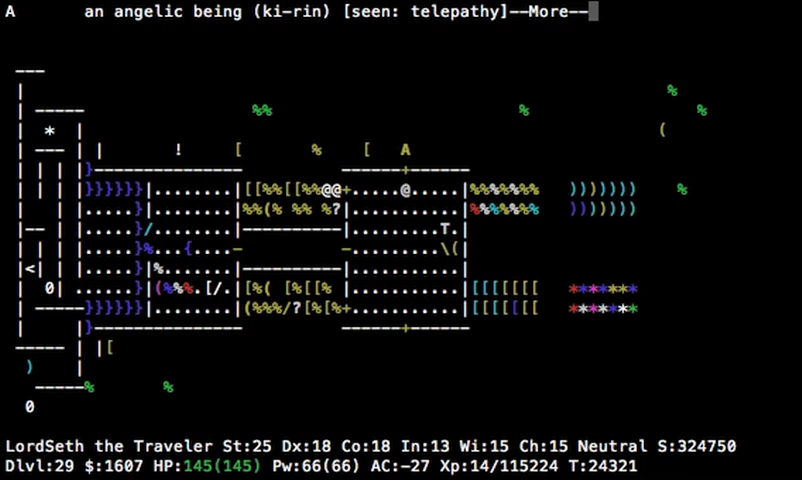 A       an angelic being (ki-rin) [seen: telepathy]--More--
 ---
 |                                                                 %
 | -----                 %%                         %                 %
 |  *  |                                                          (
 | --- | |       !     [       %    [   A
 | | | |}---------------          ------+------
 | | | |}}}}}}|........|[[%%[[%%@@+.....@.....|%%%%%%%   )))))))    %
 |   | |.....}|........|%%(% %% %?|...........|%%%%%%%   )))))))
 |-- | |.....}/........|----------|.........T.|
 | | | |.....}%...{....-          -.........\(|
 |<| | |.....}|%.......|----------|...........|
 | 0|  |.....}|(%%%.[/.|[%( [%[[% |...........|[[[[[[[   *******
 | -----}}}}}}|........|(%%%/?[%[%+...........|[[[[[[[   *******
 |     |}---------------          ------+------
 ----- | |[
  )    |
   -----%       %
  0
LordSeth the Traveler St:25 Dx:18 Co:18 In:13 Wi:15 Ch:15 Neutral S:324750
Dlvl:29 $:1607 HP:145(145) Pw:66(66) AC:-27 Xp:14/115224 T:24321